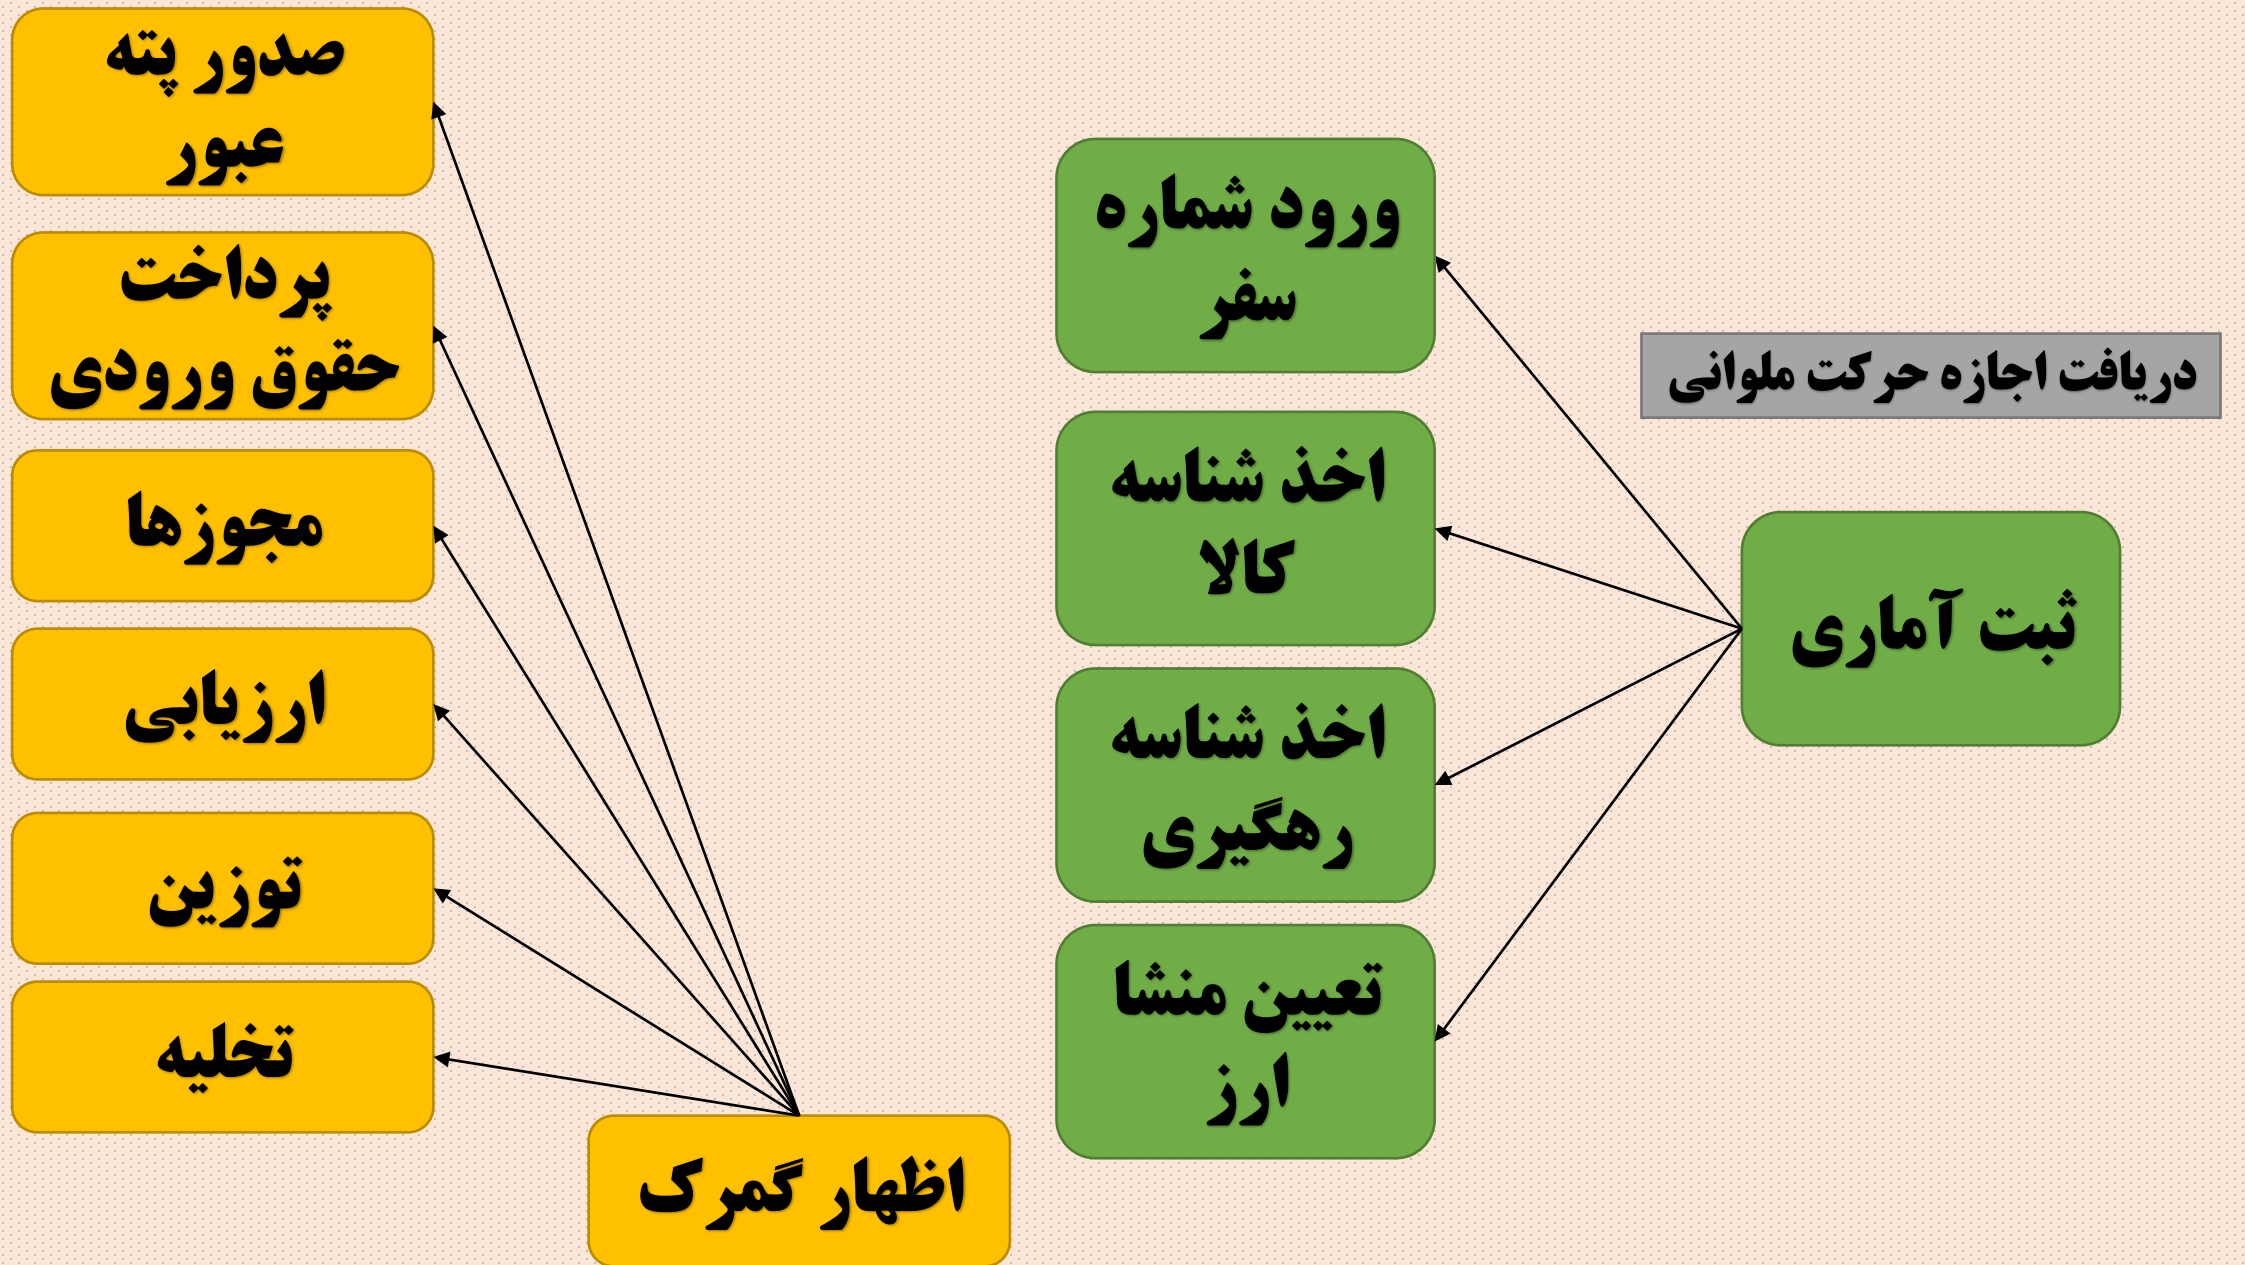 دریافت اجازه حرکت ملوانی
ثبت آماری
ورود شماره
سفر
اخذ شناسه
کالا
اخذ شناسه
رهگیری
تعیین منشا
ارز
اظهار گمرک
صدور پته
عبور
پرداخت
حقوق ورودی
مجوزها
ارزیابی
توزین
تخلیه